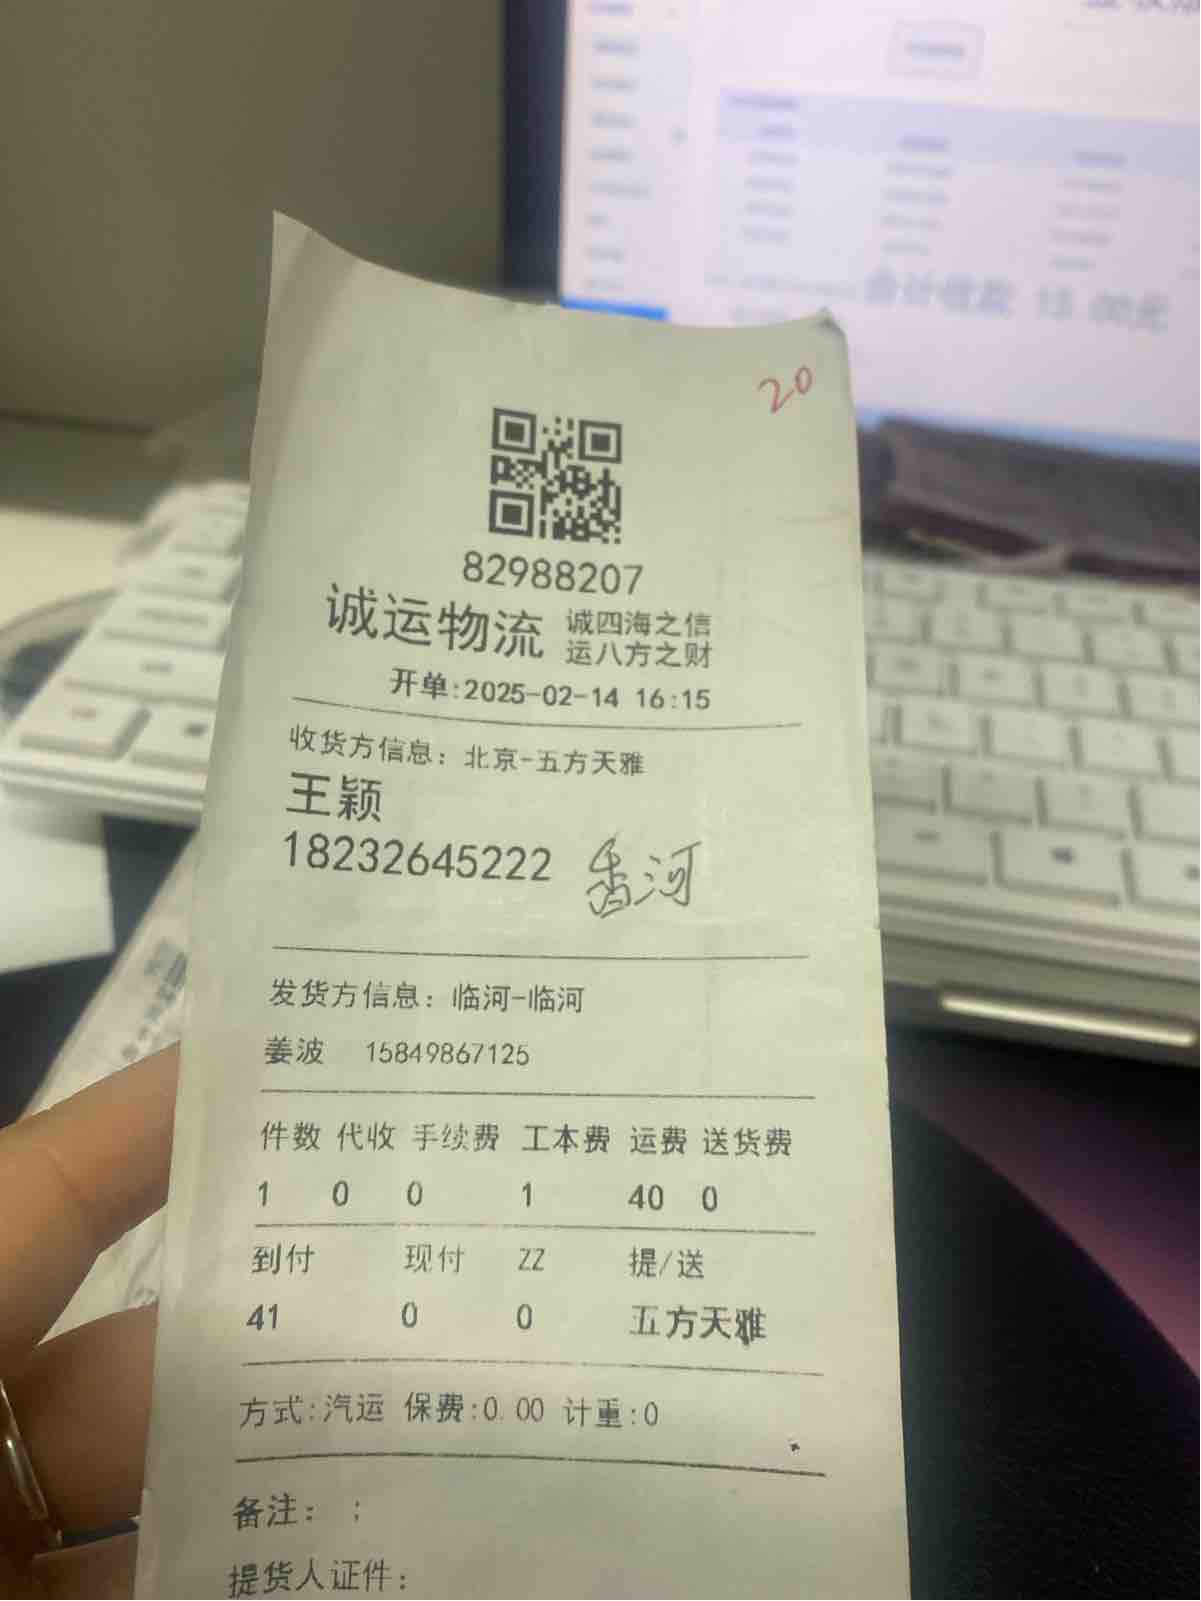 20
82988207
诚运物流 诚四海之信
运八方之财
开单:2025-02-14 16:15
收货方信息: 北京-五方天雅
王颖
18232645222 香河
发货方信息: 临河-临河
姜波 15849867125
件数 代收 手续费 工本费 运费 送货费
1 0 0 1 40 0
到付 现付 ZZ 提/送
41 0 0 五方天雅
方式:汽运 保费:0.00 计重:0
备注: ;
提货人证件: